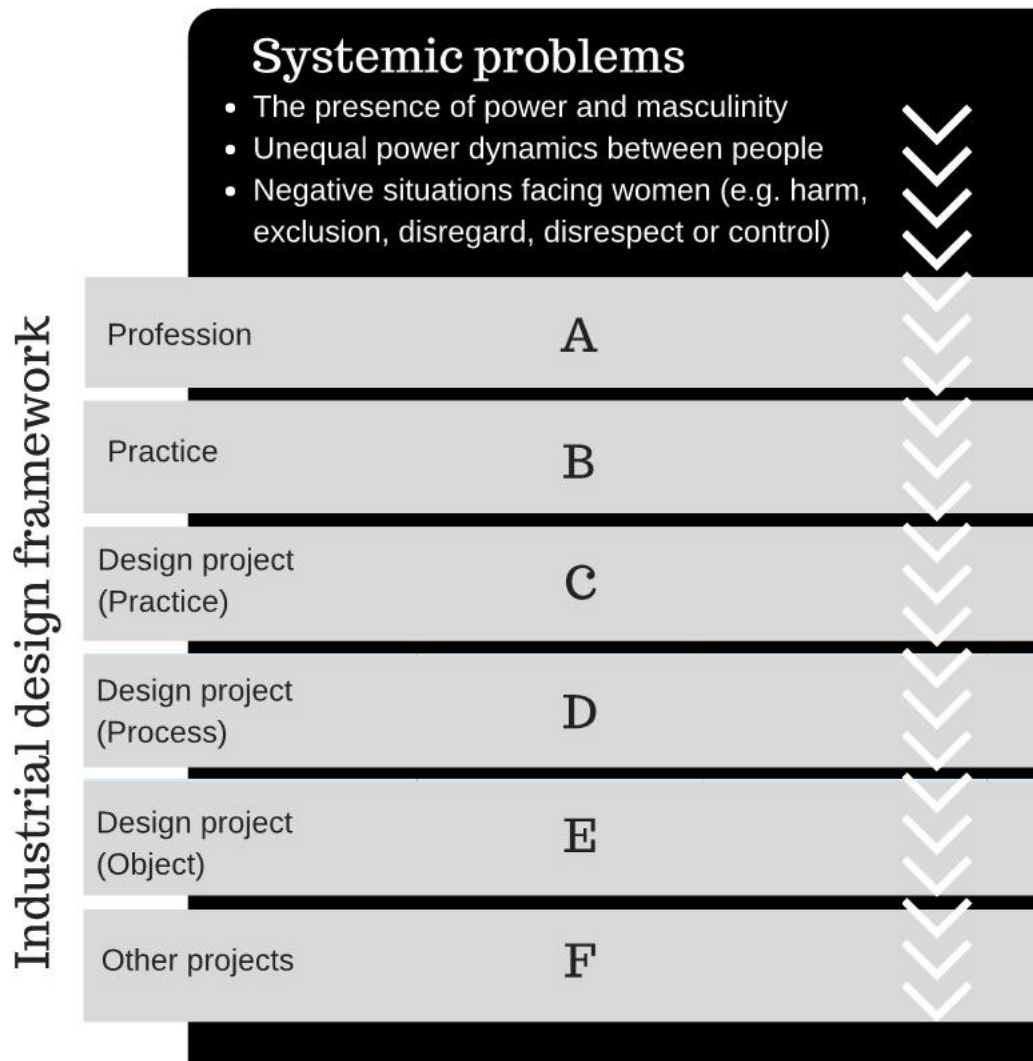 Systemic problems
• The presence of power and masculinity
• Unequal power dynamics between people
• Negative situations facing women (e.g. harm,
exclusion, disregard, disrespect or control)
Industrial design framework
Profession
A
Practice
B
Design project
(Practice)
C
Design project
(Process)
D
Design project
(Object)
E
Other projects
F